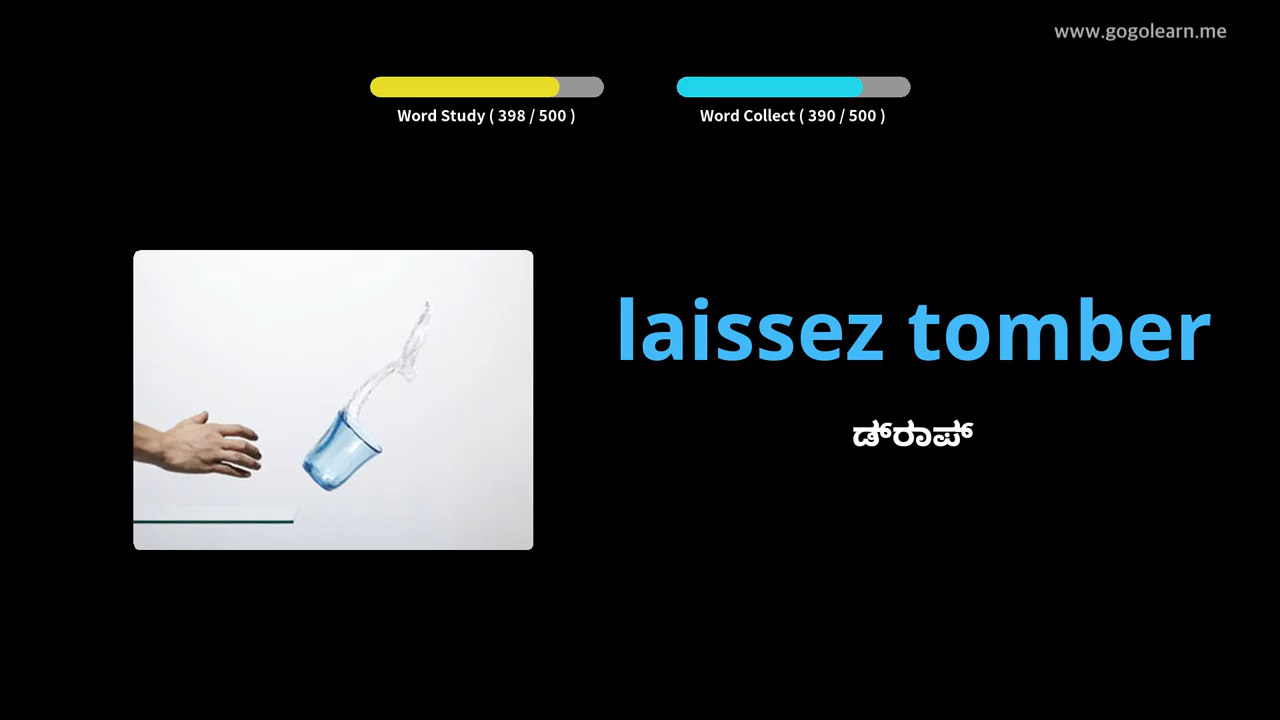 www.gogolearn.me
Word Study ( 398 / 500 )
Word Collect ( 390 / 500 )
laissez tomber
ಡ್‌ರಾಪ್